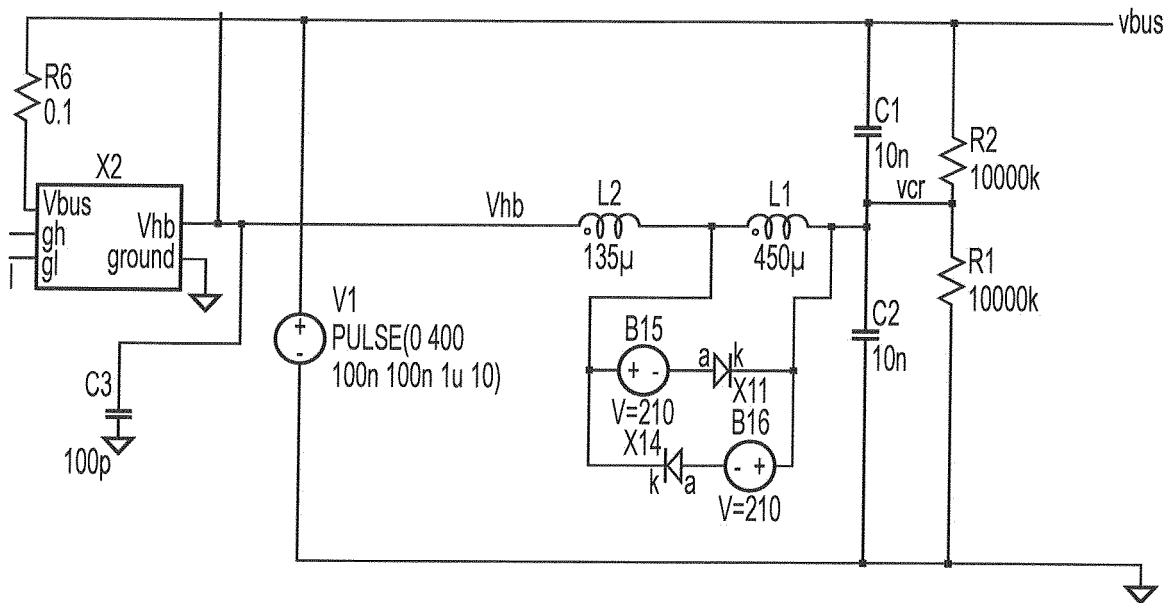 vbus
R6
0.1
C1
10n
R2
10000k
X2
Vbus
gh
gl
Vhb
ground
Vhb
L2
135µ
L1
450µ
vcr
V1
PULSE(0 400
100n 100n 1u 10)
R1
10000k
C2
10n
B15
+ -
a k
X11
V=210
B16
X14
- +
k a
V=210
C3
100p
+
-